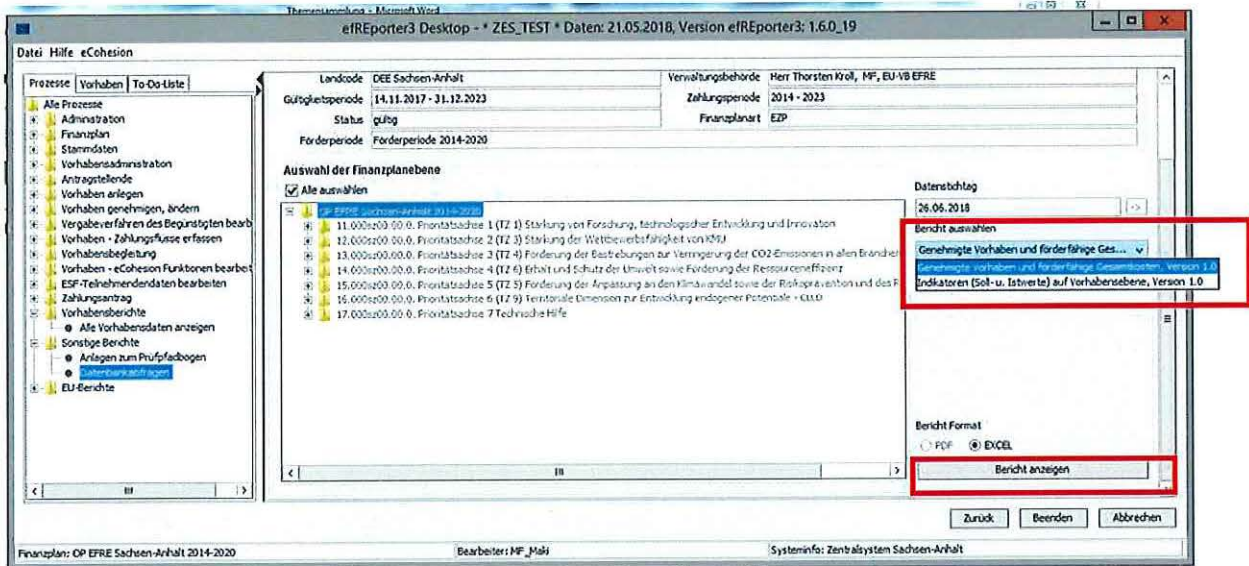 Themensammlung - Microsoft Word
efREporter3 Desktop - * ZES_TEST * Daten: 21.05.2018, Version efREporter3: 1.6.0_19
Datei Hilfe eCohesion
Prozesse Vorhaben To-Do-Liste
Alle Prozesse
Administration
Finanzplan
Stammdaten
Vorhabensadministration
Antragstellende
Vorhaben anlegen
Vorhaben genehmigen, ändern
Vergabeverfahren des Begünstigten bearb
Vorhaben - Zahlungsflüsse erfassen
Vorhabensbegleitung
Vorhaben - eCohesion Funktionen bearbeit
ESF-Teilnehmendendaten bearbeiten
Zahlungsantrag
Vorhabensberichte
Alle Vorhabensdaten anzeigen
Sonstige Berichte
Anlagen zum Prüfpfadbogen
Datenbankabfragen
EU-Berichte
Landcode DEE Sachsen-Anhalt Verwaltungsbehörde Herr Thorsten Kroll, MF, EU-VB EFRE
Gültigkeitsperiode 14.11.2017 - 31.12.2023 Zahlungsperiode 2014 - 2023
Status gültig Finanzplanart EZP
Förderperiode Förderperiode 2014-2020
Auswahl der Finanzplanebene
Alle auswählen
OP EFRE Sachsen-Anhalt 2014-2020
11.000sz00.00.0. Prioritätsachse 1 (TZ 1) Stärkung von Forschung, technologischer Entwicklung und Innovation
12.000sz00.00.0. Prioritätsachse 2 (TZ 3) Stärkung der Wettbewerbsfähigkeit von KMU
13.000sz00.00.0. Prioritätsachse 3 (TZ 4) Förderung der Bestrebungen zur Verringerung der CO2-Emissionen in allen Branchen
14.000sz00.00.0. Prioritätsachse 4 (TZ 6) Erhalt und Schutz der Umwelt sowie Förderung der Ressourceneffizienz
15.000sz00.00.0. Prioritätsachse 5 (TZ 5) Förderung der Anpassung an den Klimawandel sowie der Risikoprävention und des R
16.000sz00.00.0. Prioritätsachse 6 (TZ 9) Territoriale Dimension zur Entwicklung endogener Potentiale - CLLD
17.000sz00.00.0. Prioritätsachse 7 Technische Hilfe
Datenstichtag
26.06.2018
Bericht auswählen
Genehmigte Vorhaben und förderfähige Ges...
Genehmigte Vorhaben und förderfähige Gesamtkosten, Version 1.0
Indikatoren (Soll- u. Istwerte) auf Vorhabensebene, Version 1.0
Bericht Format
PDF EXCEL
Bericht anzeigen
Zurück Beenden Abbrechen
Finanzplan: OP EFRE Sachsen-Anhalt 2014-2020 Bearbeiter: MF_Maki Systeminfo: Zentralsystem Sachsen-Anhalt